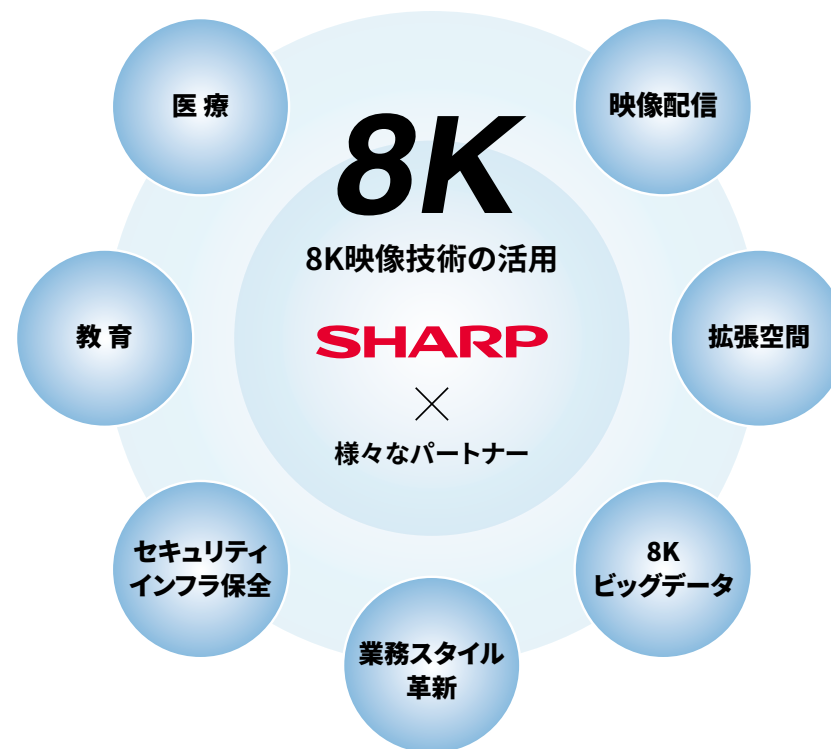 8K
8K映像技術の活用
SHARP
×
様々なパートナー
医療
映像配信
教育
拡張空間
セキュリティ
インフラ保全
8K
ビッグデータ
業務スタイル
革新